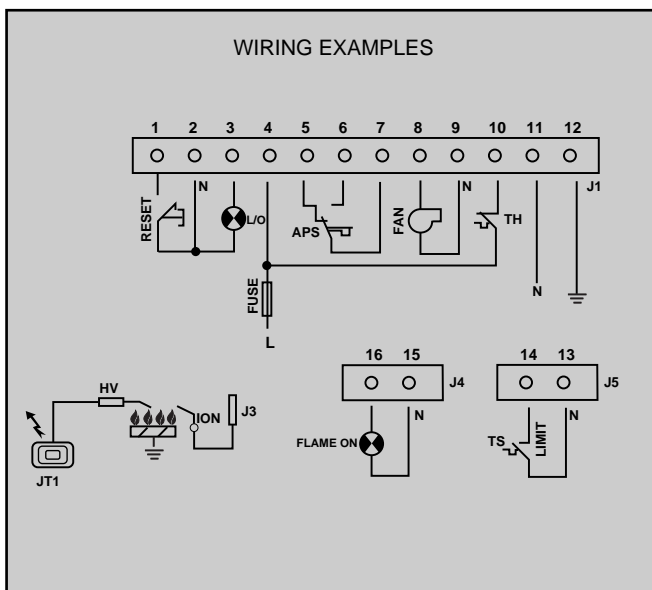 WIRING EXAMPLES
1 2 3 4 5 6 7 8 9 10 11 12
J1
RESET
N
L/O
APS
FAN
N
TH
N
FUSE
L
16 15
J4
14 13
J5
HV
ION
J3
JT1
FLAME ON
N
TS
LIMIT
N